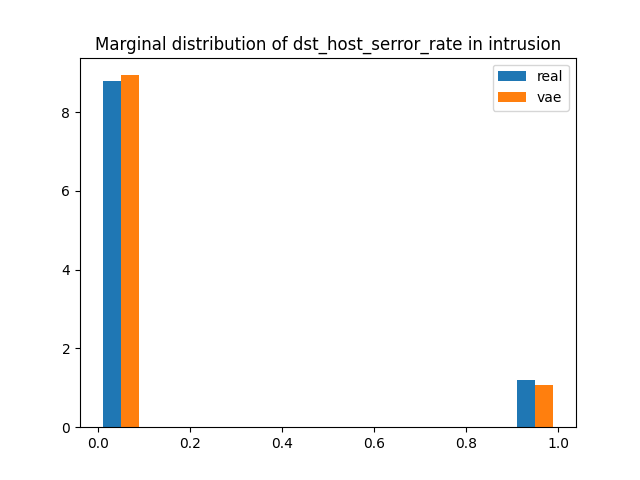 Marginal distribution of dst_host_serror_rate in intrusion
real
vae
8
6
4
2
0
0.0 0.2 0.4 0.6 0.8 1.0